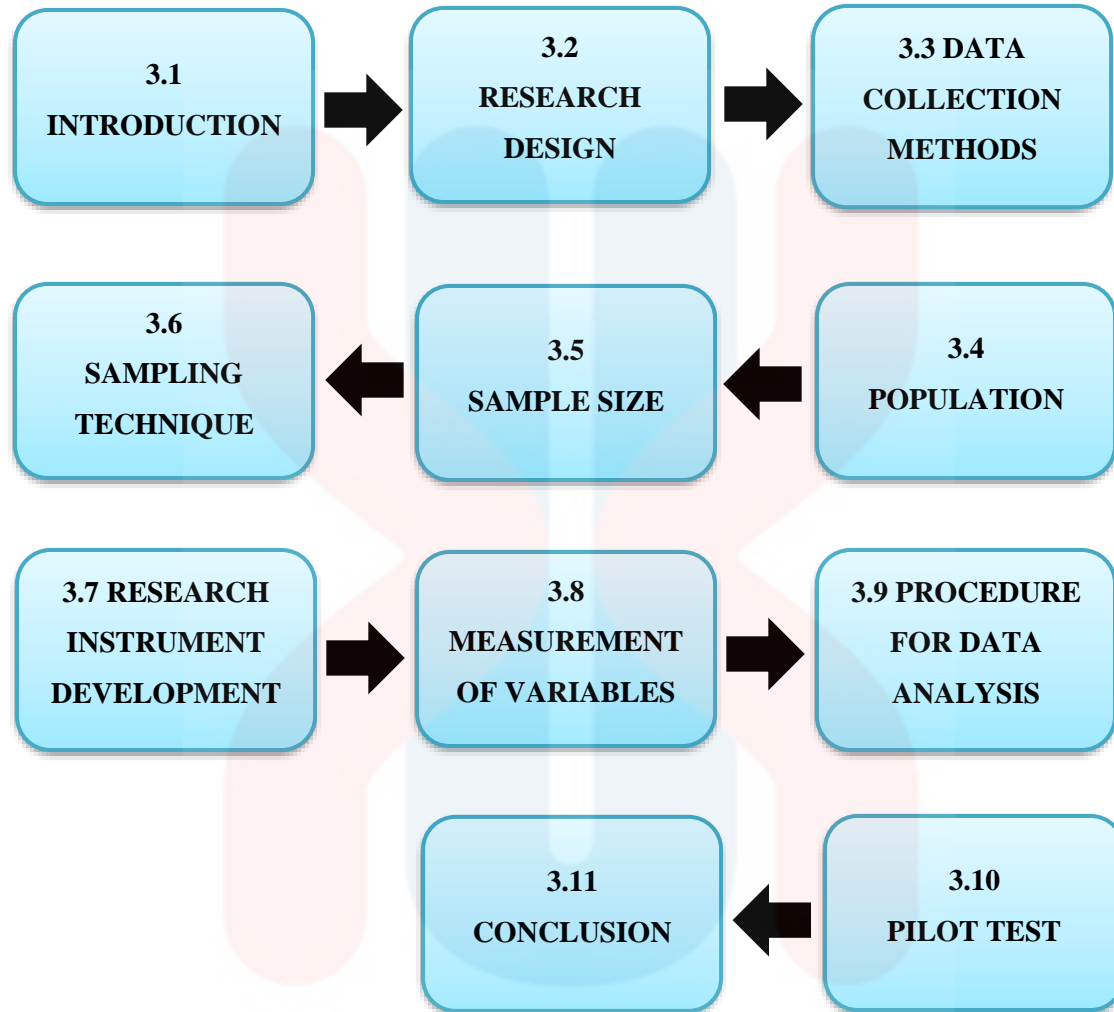 3.1
INTRODUCTION
3.2
RESEARCH
DESIGN
3.3 DATA
COLLECTION
METHODS
3.4
POPULATION
3.5
SAMPLE SIZE
3.6
SAMPLING
TECHNIQUE
3.7 RESEARCH
INSTRUMENT
DEVELOPMENT
3.8
MEASUREMENT
OF VARIABLES
3.9 PROCEDURE
FOR DATA
ANALYSIS
3.10
PILOT TEST
3.11
CONCLUSION